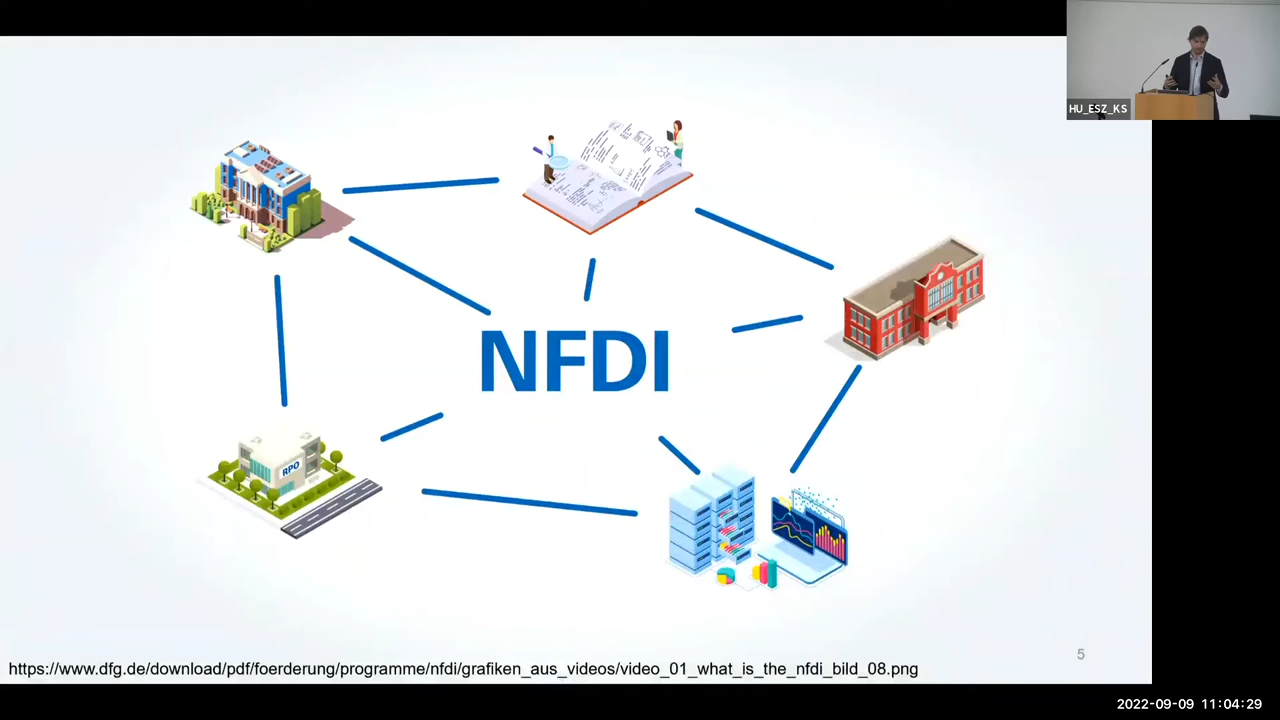 HU_ESZ_KS
NFDI
RPO
5
https://www.dfg.de/download/pdf/foerderung/programme/nfdi/grafiken_aus_videos/video_01_what_is_the_nfdi_bild_08.png
2022-09-09 11:04:29